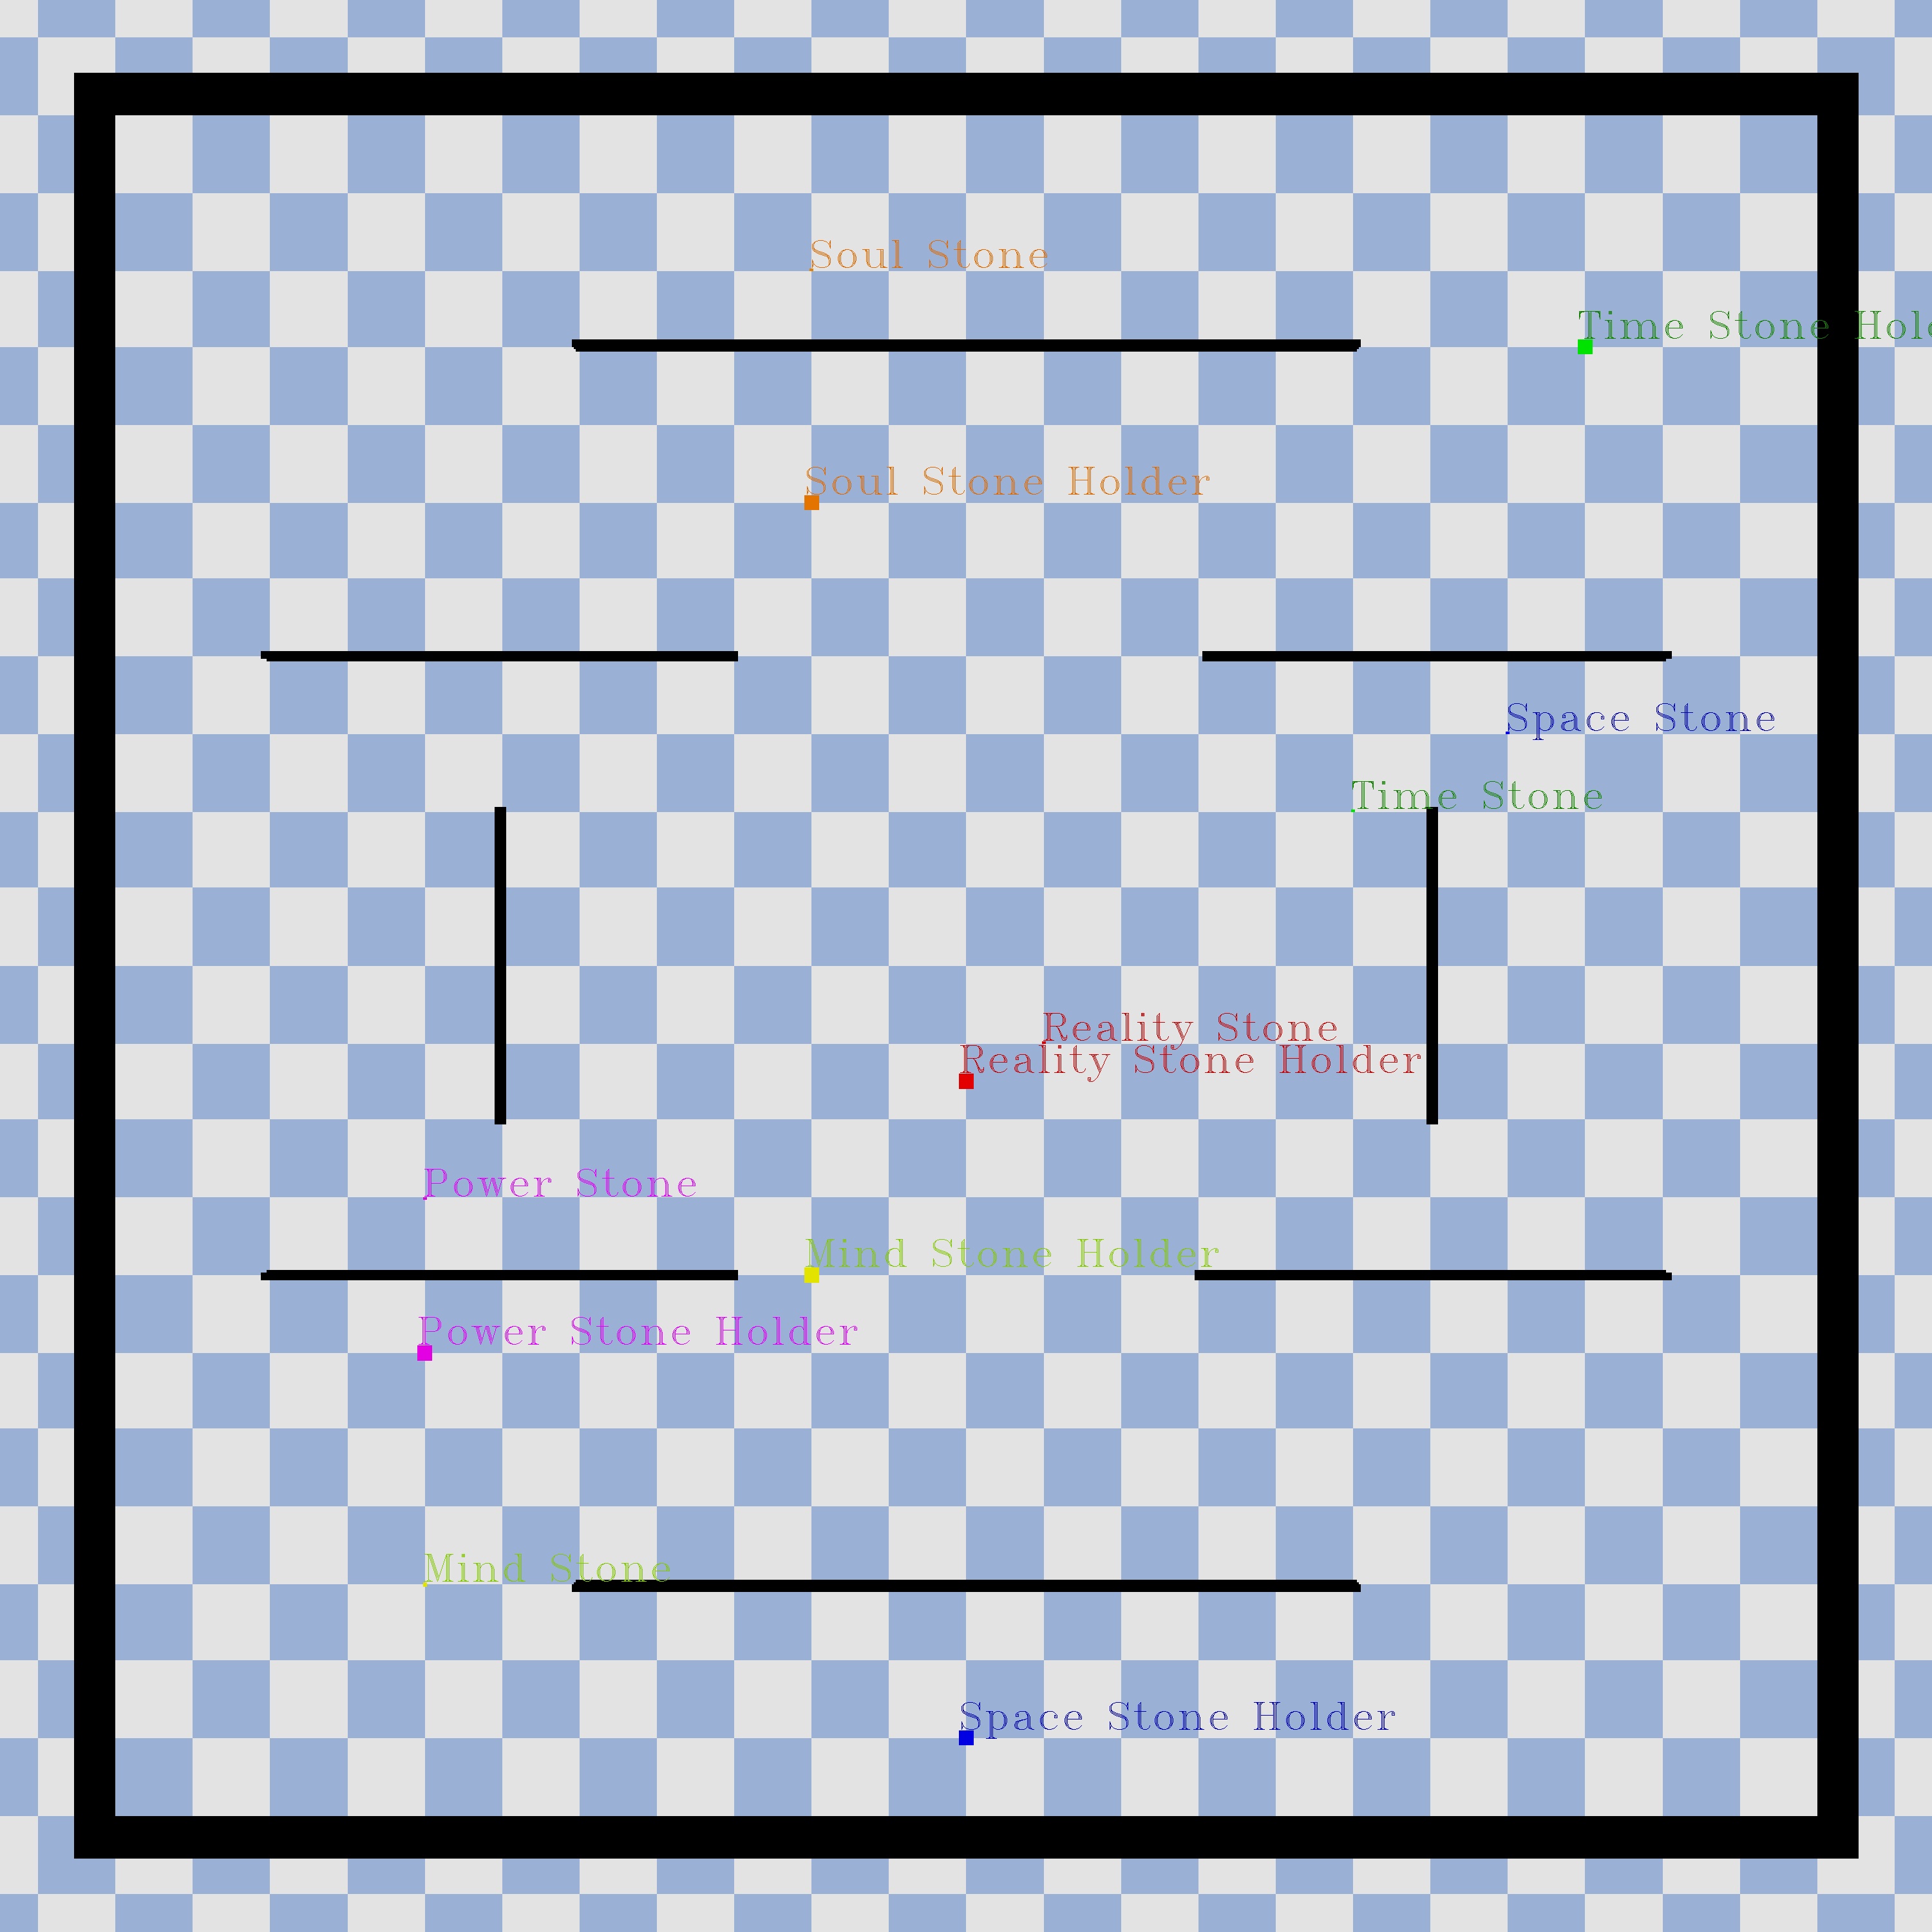 Soul Stone
Time Stone Hol
Soul Stone Holder
Space Stone
Time Stone
Reality Stone
Reality Stone Holder
Power Stone
Mind Stone Holder
Power Stone Holder
Mind Stone
Space Stone Holder